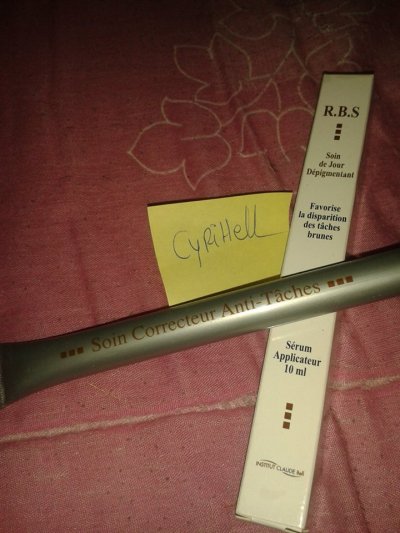 R.B.S
Soin
de Jour
Dépigmentant
Favorise
la disparition
des tâches
brunes
CyRiHell
Soin Correcteur Anti-Tâches
Sérum
Applicateur
10 ml
INSTITUT CLAUDE Bell